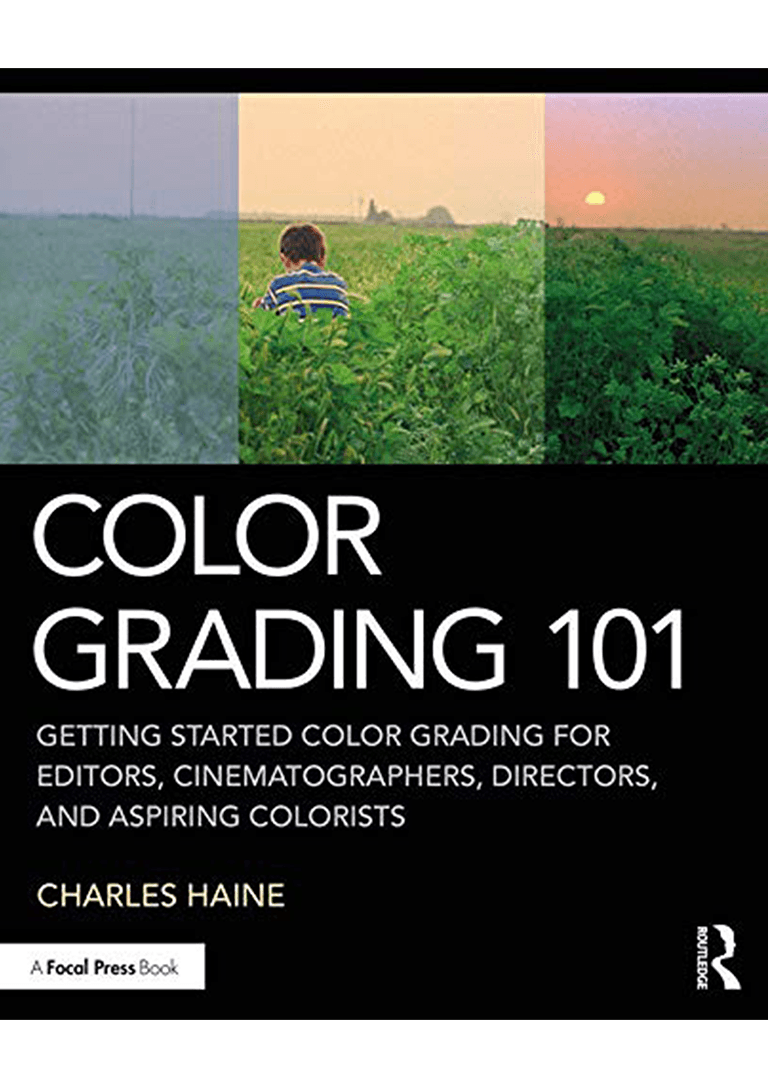 COLOR
GRADING 101
GETTING STARTED COLOR GRADING FOR
EDITORS, CINEMATOGRAPHERS, DIRECTORS,
AND ASPIRING COLORISTS
CHARLES HAINE
A Focal Press Book
ROUTLEDGE